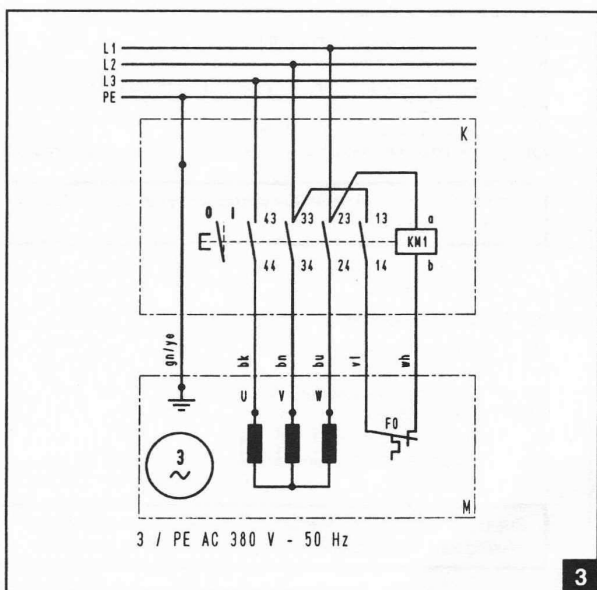 L1
L2
L3
PE
K
0 I
43 33 23 13 a
KM1
44 34 24 14 b
gn/ye bk bn bu vl wh
U V W F0
3
~
M
3 / PE AC 380 V - 50 Hz
3